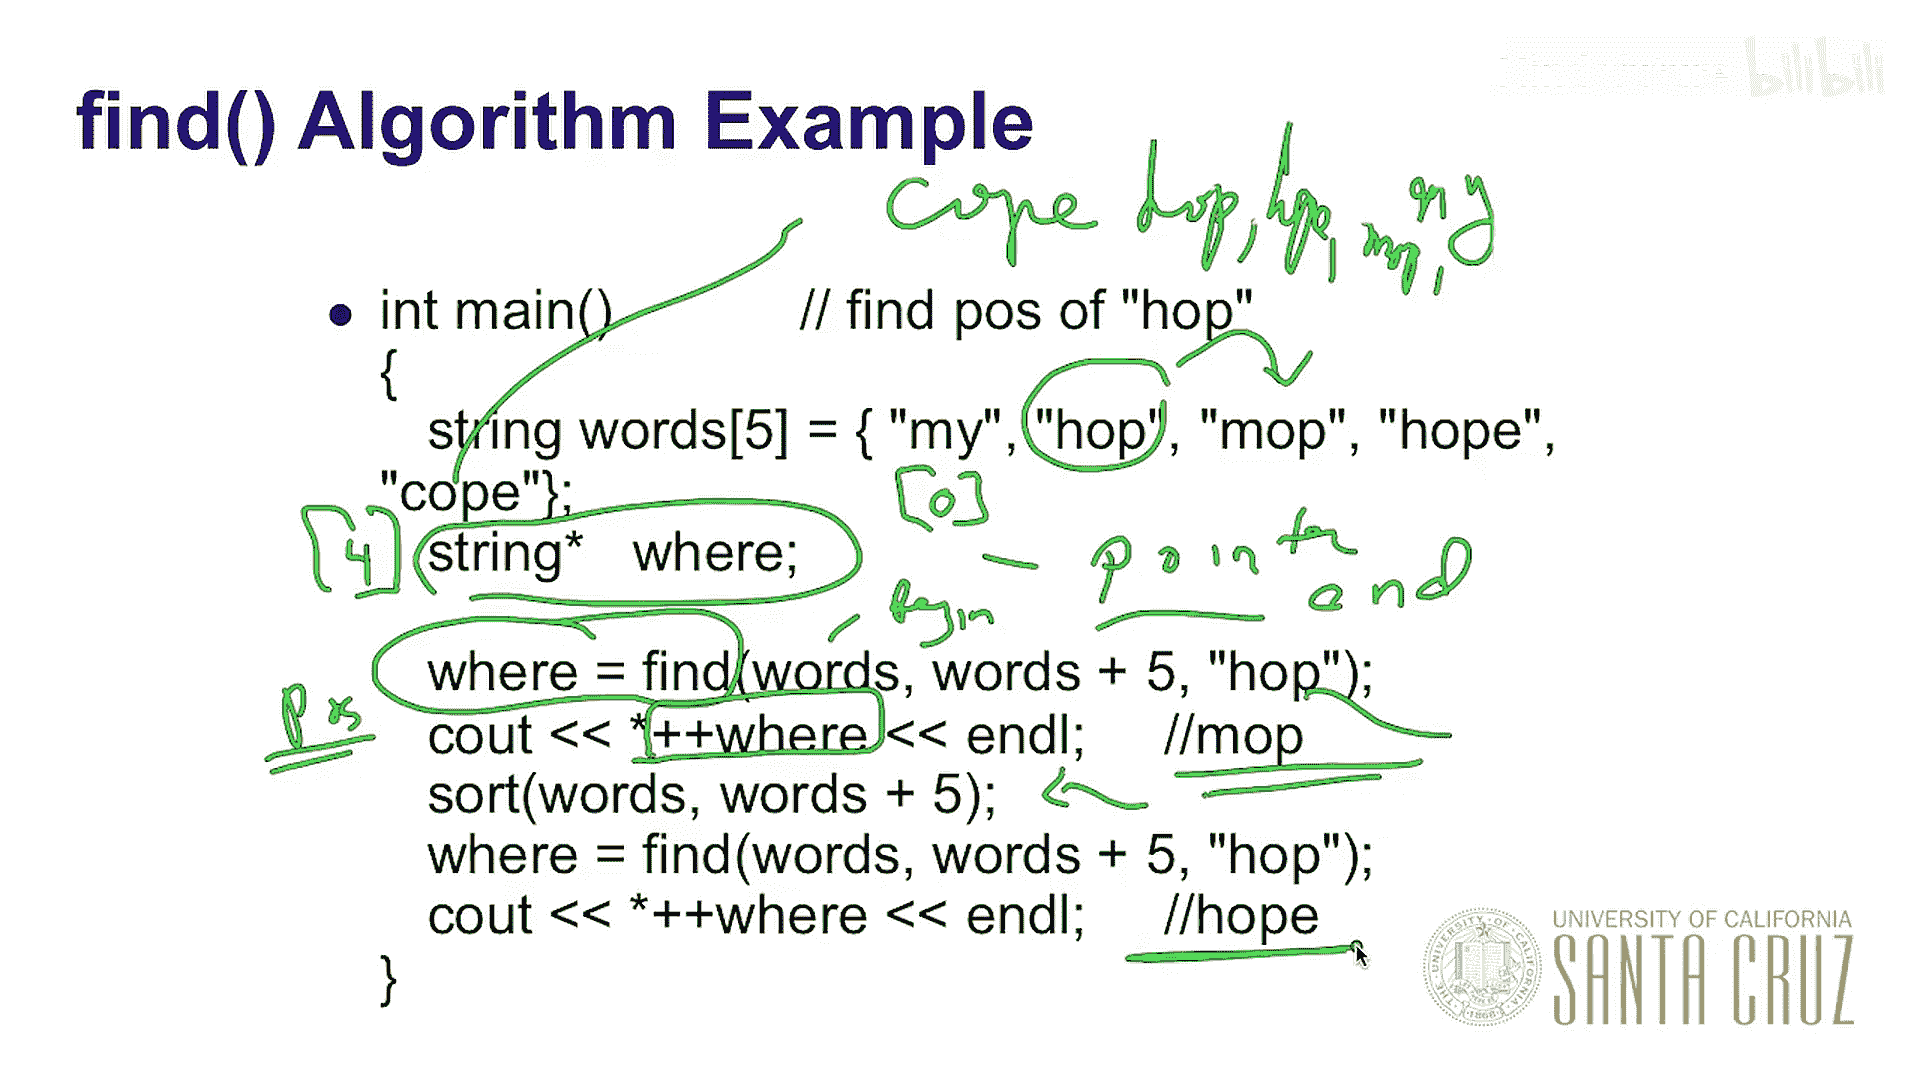 bilibili
find() Algorithm Example
cope hop, hope, mop, my
• int main() // find pos of "hop"
{
string words[5] = { "my", "hop", "mop", "hope",
"cope"};
[0]
[4] string* where;
pointer
end
begin
where = find(words, words + 5, "hop");
pos
cout << *++where << endl; //mop
sort(words, words + 5);
where = find(words, words + 5, "hop");
cout << *++where << endl; //hope
}
UNIVERSITY OF CALIFORNIA
SANTA CRUZ